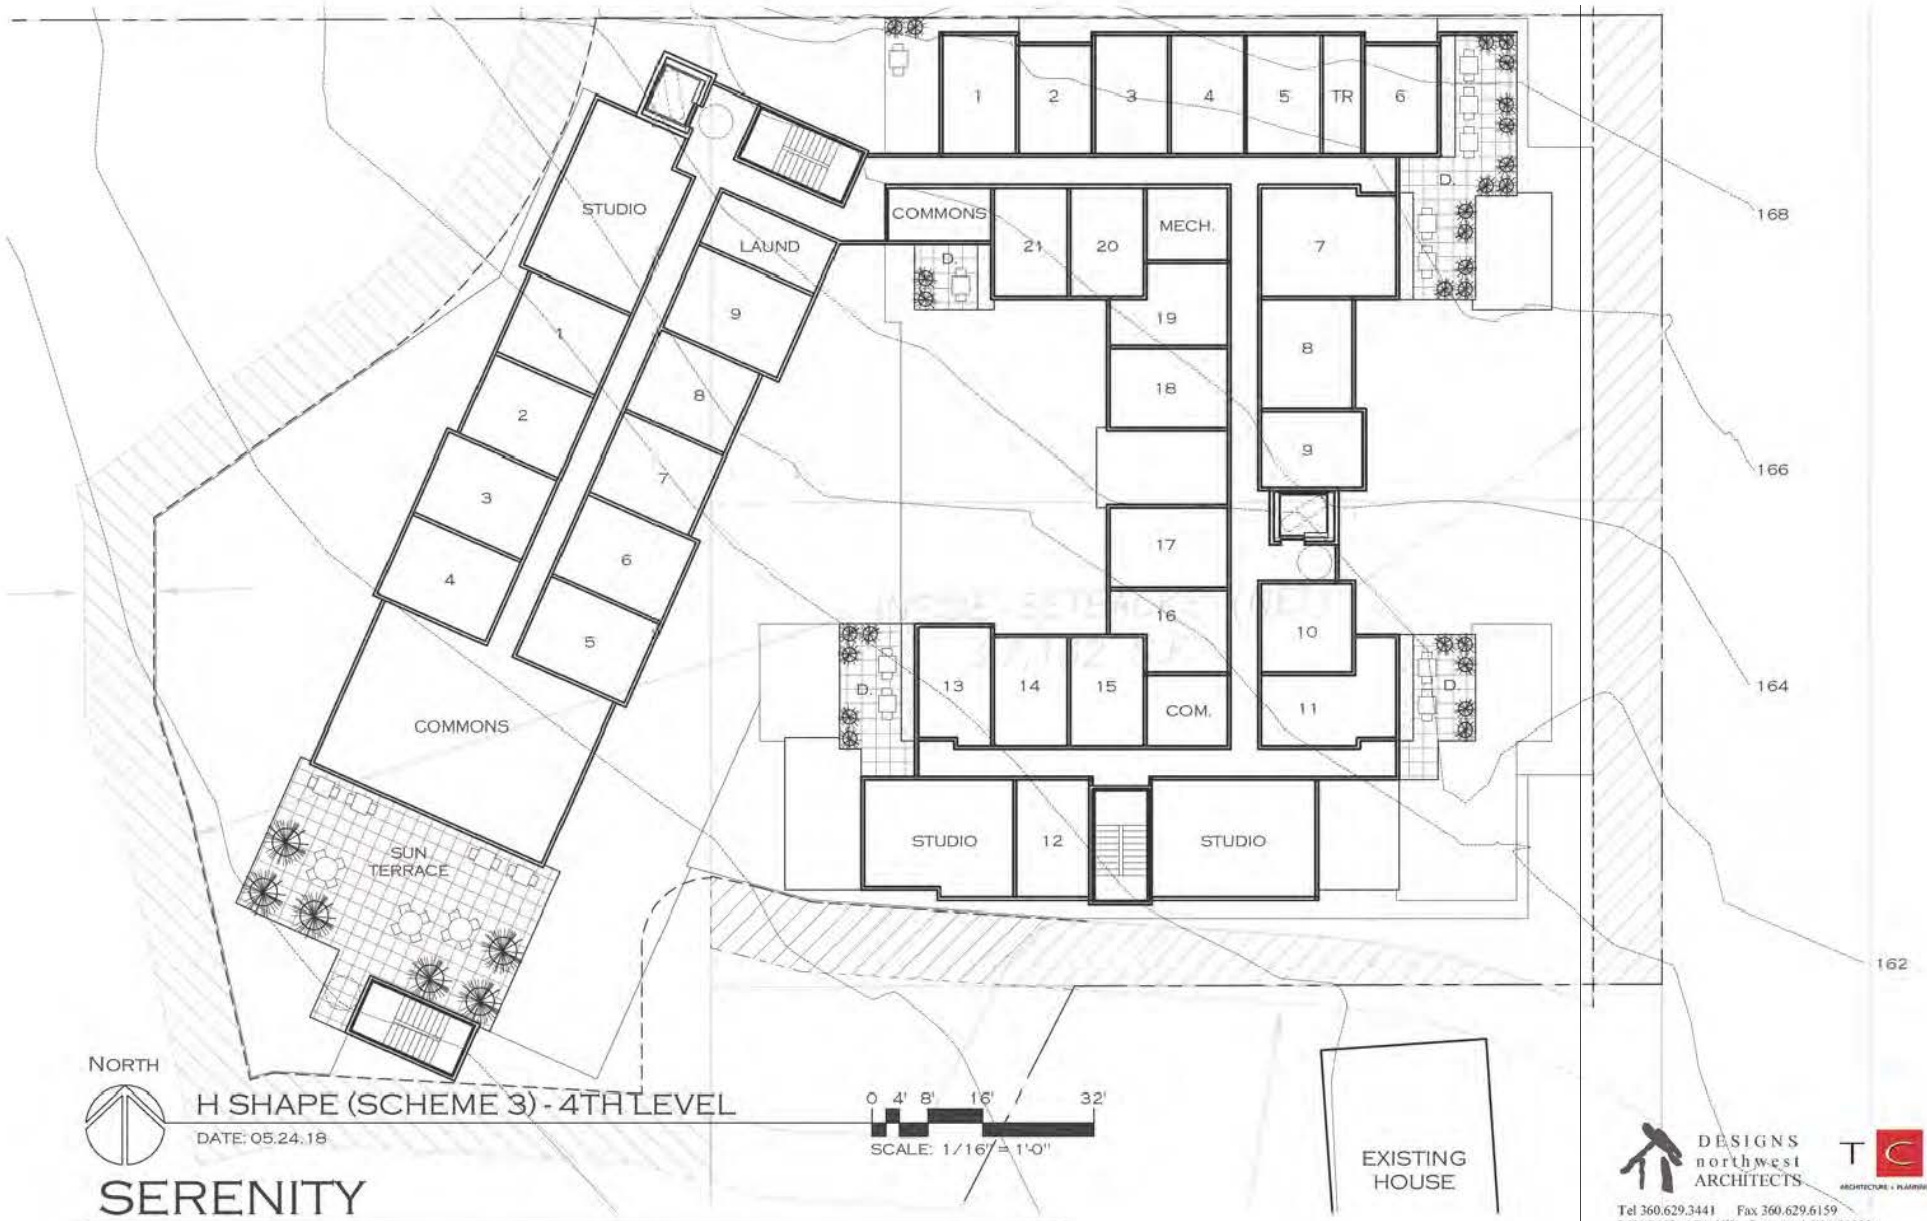 1
2
3
4
5
TR
6
STUDIO
COMMONS
MECH.
D.
168
LAUND
D.
21
20
7
9
19
1
8
8
18
2
9
166
7
3
17
6
4
16
10
5
13
14
15
COM.
11
D.
D.
164
COMMONS
STUDIO
12
STUDIO
SUN
TERRACE
162
NORTH
H SHAPE (SCHEME 3) - 4TH LEVEL
DATE: 05.24.18
0 4' 8' 16' 32'
SCALE: 1/16" = 1'-0"
SERENITY
EXISTING
HOUSE
DESIGNS
northwest
ARCHITECTS
T C
ARCHITECTURE + PLANNING
Tel 360.629.3441 Fax 360.629.6159